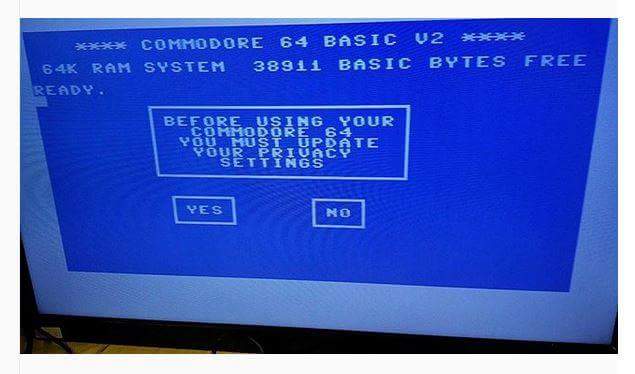 **** COMMODORE 64 BASIC V2 ****
64K RAM SYSTEM 38911 BASIC BYTES FREE
READY.
BEFORE USING YOUR
COMMODORE 64
YOU MUST UPDATE
YOUR PRIVACY
SETTINGS
YES
NO